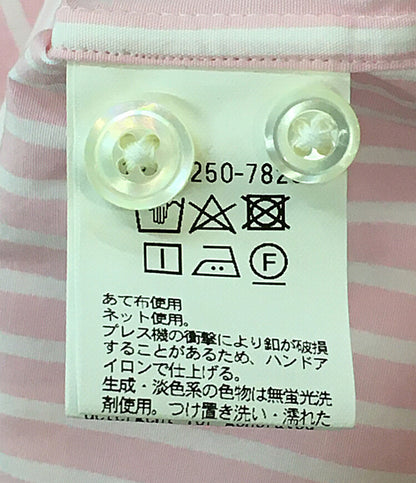 250-782
F
あて布使用
ネット使用。
プレス機の衝撃により釦が破損
することがあるため、ハンドア
イロンで仕上げる。
生成・淡色系の色物は無蛍光洗
剤使用。つけ置き洗い・濡れた